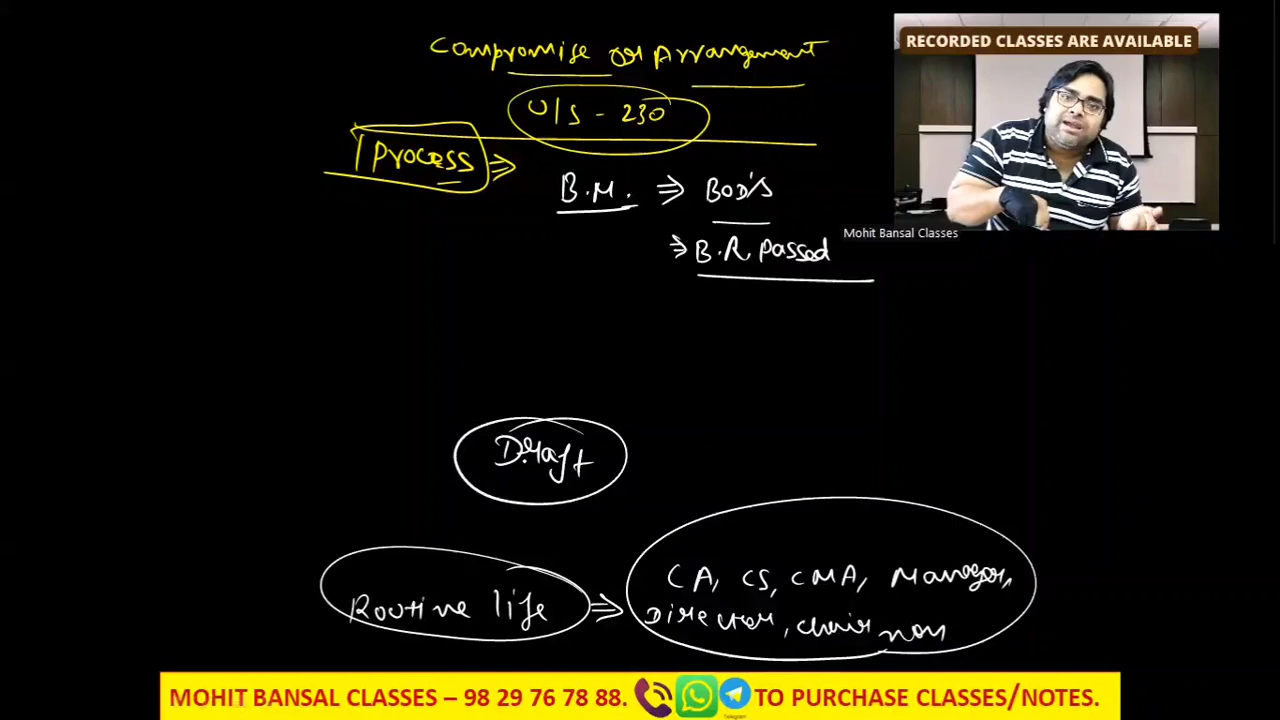 RECORDED CLASSES ARE AVAILABLE
Compromise or Arrangement
U/S - 230
Process ⇒
B.M. ⇒ BOD's
Mohit Bansal Classes
⇒ B.R. passed
Draft
Routine life ⇒
CA, CS, CMA, Manager,
Director, chairman
MOHIT BANSAL CLASSES – 98 29 76 78 88. TO PURCHASE CLASSES/NOTES.
Telegram